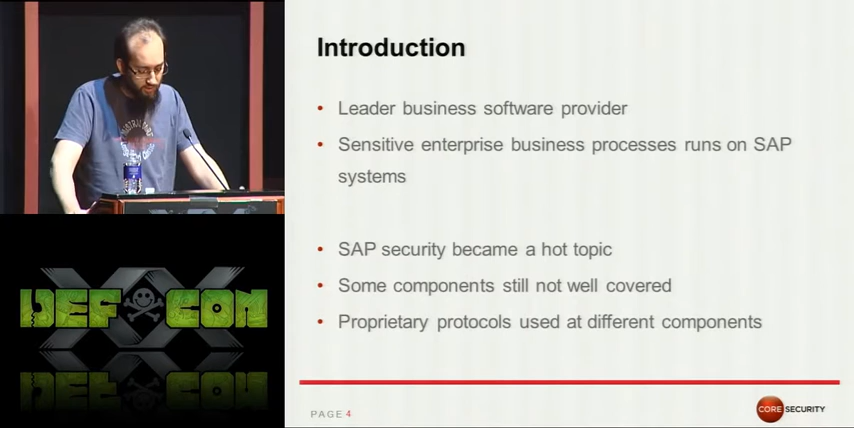 Introduction
• Leader business software provider
• Sensitive enterprise business processes runs on SAP
systems
• SAP security became a hot topic
• Some components still not well covered
• Proprietary protocols used at different components
PAGE 4
CORE SECURITY
XX
DEF CON